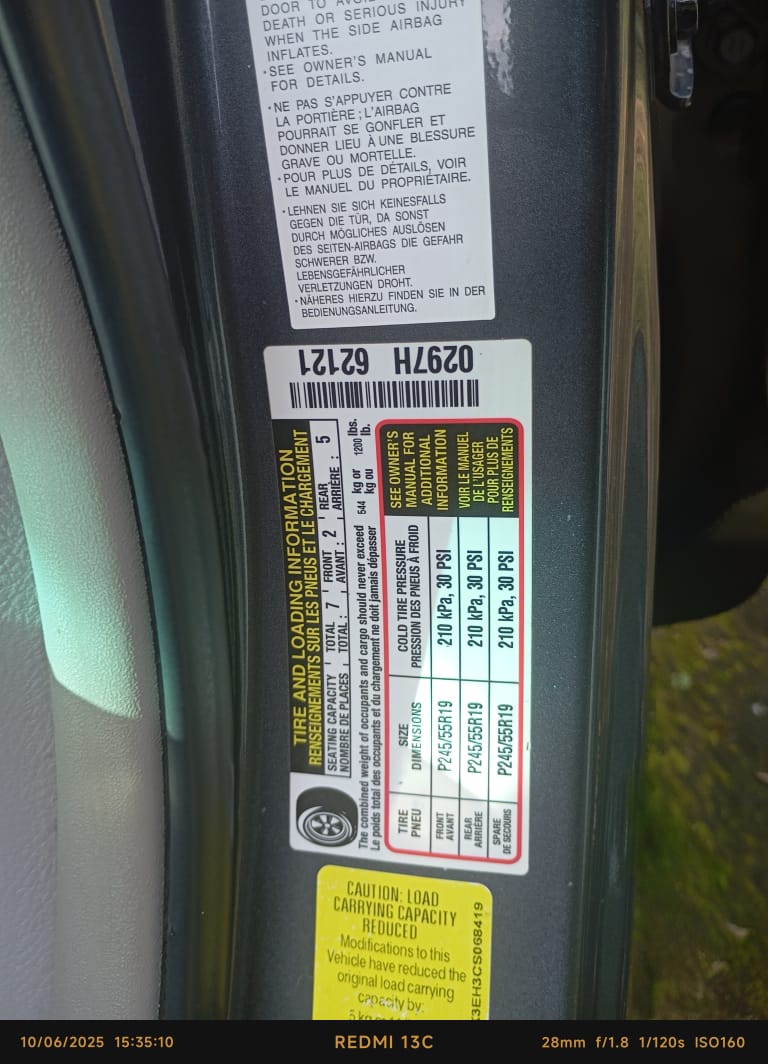 DOOR TO AVOID
DEATH OR SERIOUS INJURY
WHEN THE SIDE AIRBAG
INFLATES.
•SEE OWNER'S MANUAL
FOR DETAILS.
•NE PAS S'APPUYER CONTRE
LA PORTIÈRE ; L'AIRBAG
POURRAIT SE GONFLER ET
DONNER LIEU À UNE BLESSURE
GRAVE OU MORTELLE.
•POUR PLUS DE DÉTAILS, VOIR
LE MANUEL DU PROPRIÉTAIRE.
•LEHNEN SIE SICH KEINESFALLS
GEGEN DIE TÜR, DA SONST
DURCH MÖGLICHES AUSLÖSEN
DES SEITEN-AIRBAGS DIE GEFAHR
SCHWERER BZW.
LEBENSGEFÄHRLICHER
VERLETZUNGEN DROHT.
•NÄHERES HIERZU FINDEN SIE IN DER
BEDIENUNGSANLEITUNG.
0297H 62121
TIRE AND LOADING INFORMATION
RENSEIGNEMENTS SUR LES PNEUS ET LE CHARGEMENT
SEATING CAPACITY TOTAL 7 FRONT 2 REAR 5
NOMBRE DE PLACES TOTAL : AVANT : ARRIÈRE :
The combined weight of occupants and cargo should never exceed 544 kg or 1200 lbs.
Le poids total des occupants et du chargement ne doit jamais dépasser kg ou lb.
TIRE SIZE COLD TIRE PRESSURE
PNEU DIMENSIONS PRESSION DES PNEUS À FROID
FRONT AVANT P245/55R19 210 kPa, 30 PSI
REAR ARRIÈRE P245/55R19 210 kPa, 30 PSI
SPARE DE SECOURS P245/55R19 210 kPa, 30 PSI
SEE OWNER'S
MANUAL FOR
ADDITIONAL
INFORMATION
VOIR LE MANUEL
DE L'USAGER
POUR PLUS DE
RENSEIGNEMENTS
CAUTION: LOAD
CARRYING CAPACITY
REDUCED
Modifications to this
Vehicle have reduced the
original load carrying
capacity by:
3EH3CS068419
10/06/2025 15:35:10 REDMI 13C 28mm f/1.8 1/120s ISO160